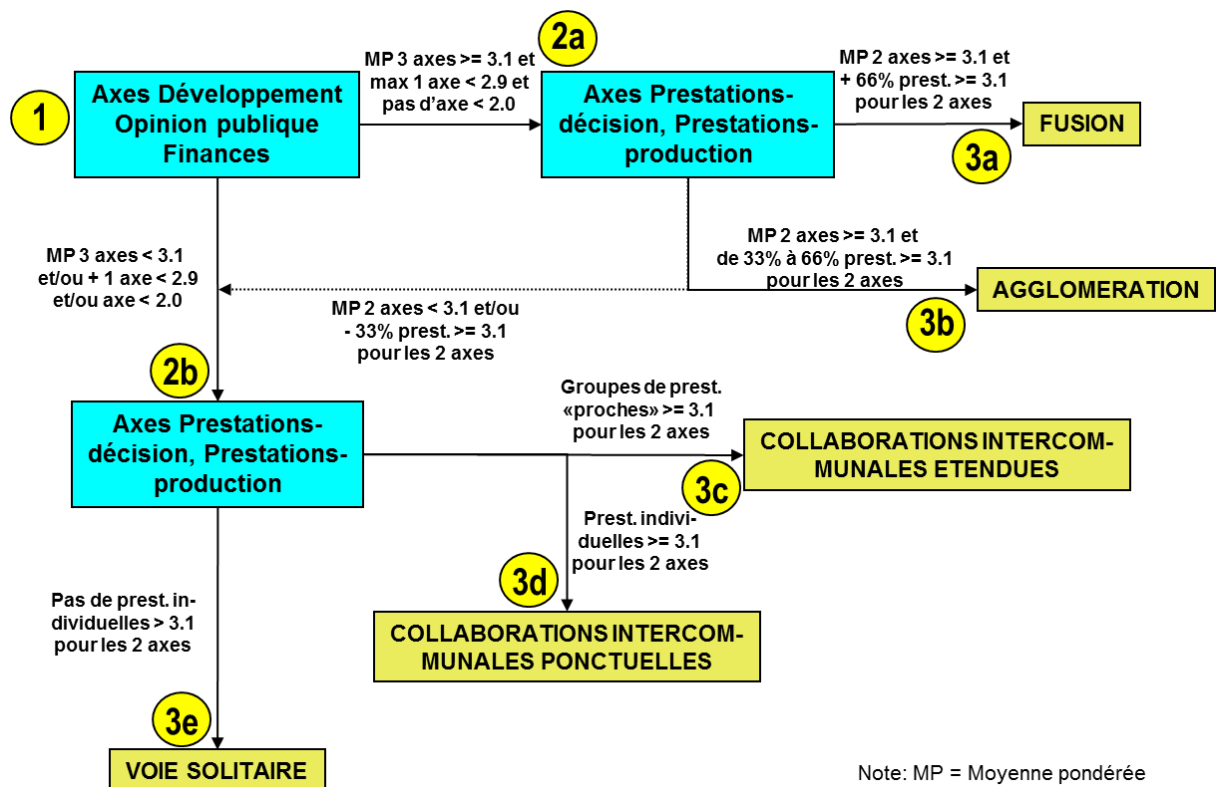 1
Axes Développement
Opinion publique
Finances
MP 3 axes >= 3.1 et
max 1 axe < 2.9 et
pas d'axe < 2.0
2a
Axes Prestations-
décision, Prestations-
production
MP 2 axes >= 3.1 et
+ 66% prest. >= 3.1
pour les 2 axes
3a
FUSION
MP 3 axes < 3.1
et/ou + 1 axe < 2.9
et/ou axe < 2.0
MP 2 axes < 3.1 et/ou
- 33% prest. >= 3.1
pour les 2 axes
MP 2 axes >= 3.1 et
de 33% à 66% prest. >= 3.1
pour les 2 axes
3b
AGGLOMERATION
2b
Axes Prestations-
décision, Prestations-
production
Groupes de prest.
«proches» >= 3.1
pour les 2 axes
3c
COLLABORATIONS INTERCOM-
MUNALES ETENDUES
Prest. indivi-
duelles >= 3.1
pour les 2 axes
3d
COLLABORATIONS INTERCOM-
MUNALES PONCTUELLES
Pas de prest. in-
dividuelles > 3.1
pour les 2 axes
3e
VOIE SOLITAIRE
Note: MP = Moyenne pondérée